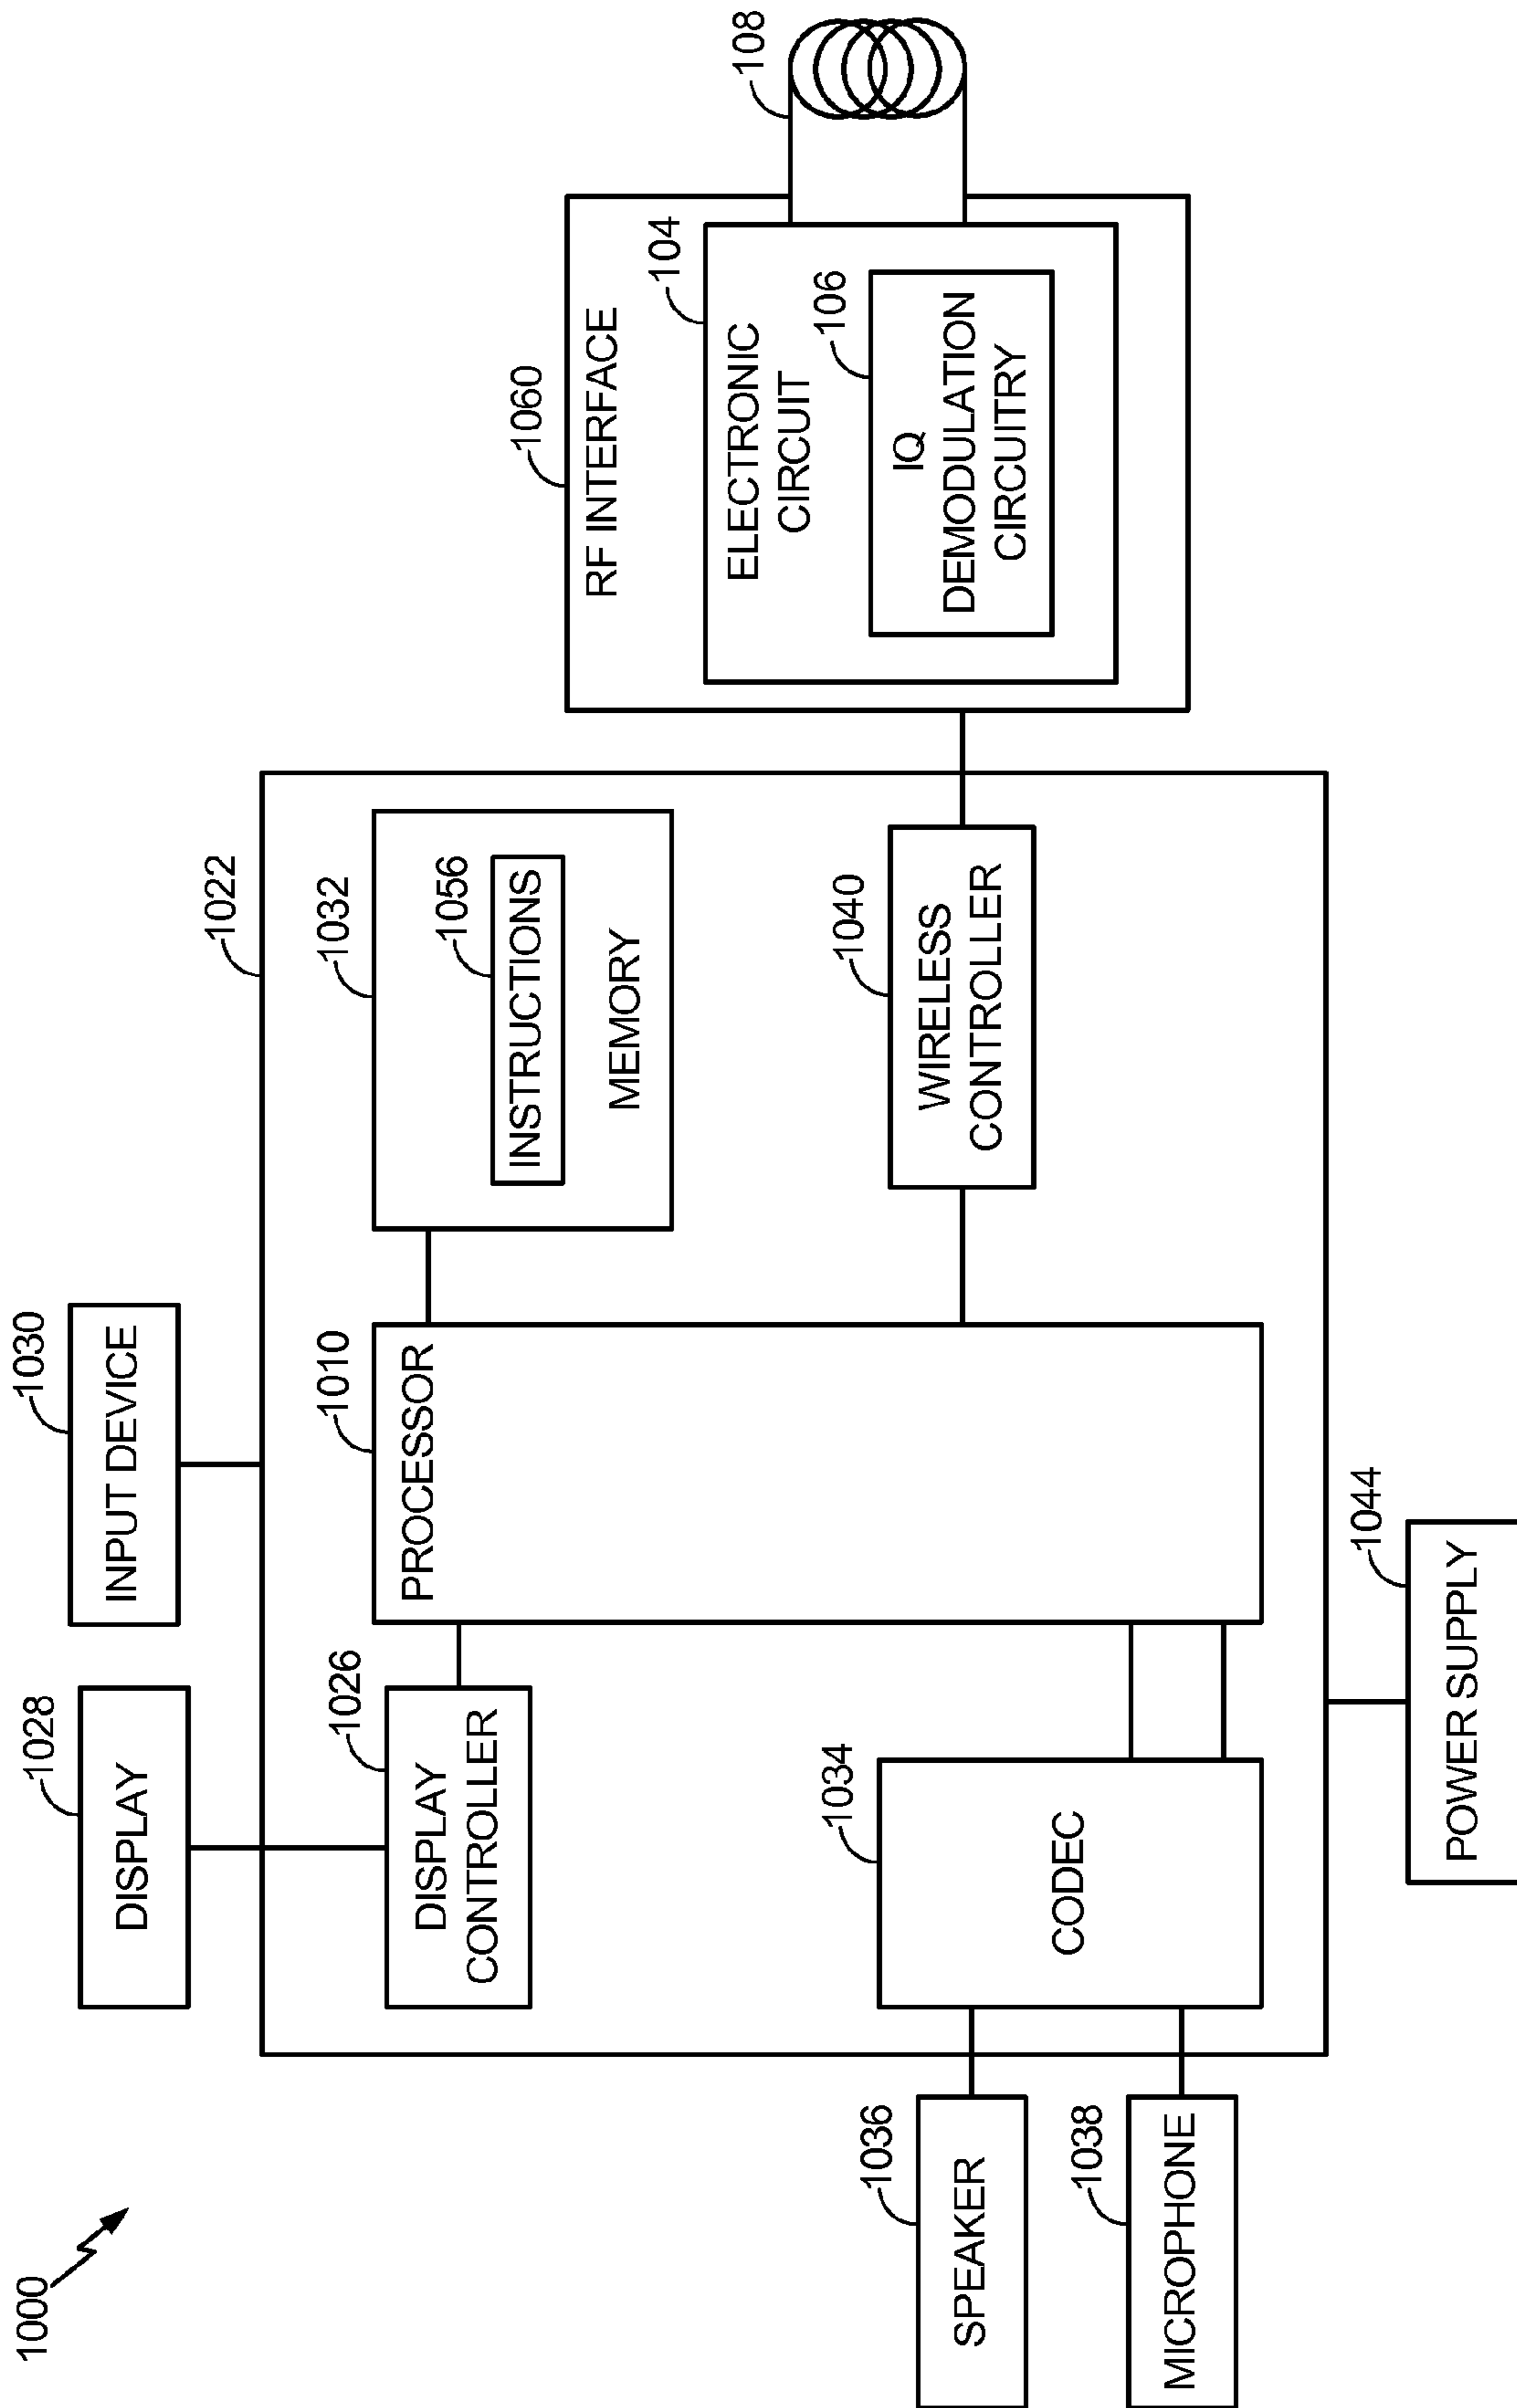 1000
1028
DISPLAY
1030
INPUT DEVICE
1022
1026
DISPLAY
CONTROLLER
1010
PROCESSOR
1032
1056
INSTRUCTIONS
MEMORY
1034
CODEC
1040
WIRELESS
CONTROLLER
1036
SPEAKER
1038
MICROPHONE
1044
POWER SUPPLY
1060
RF INTERFACE
104
ELECTRONIC
CIRCUIT
106
IQ
DEMODULATION
CIRCUITRY
108